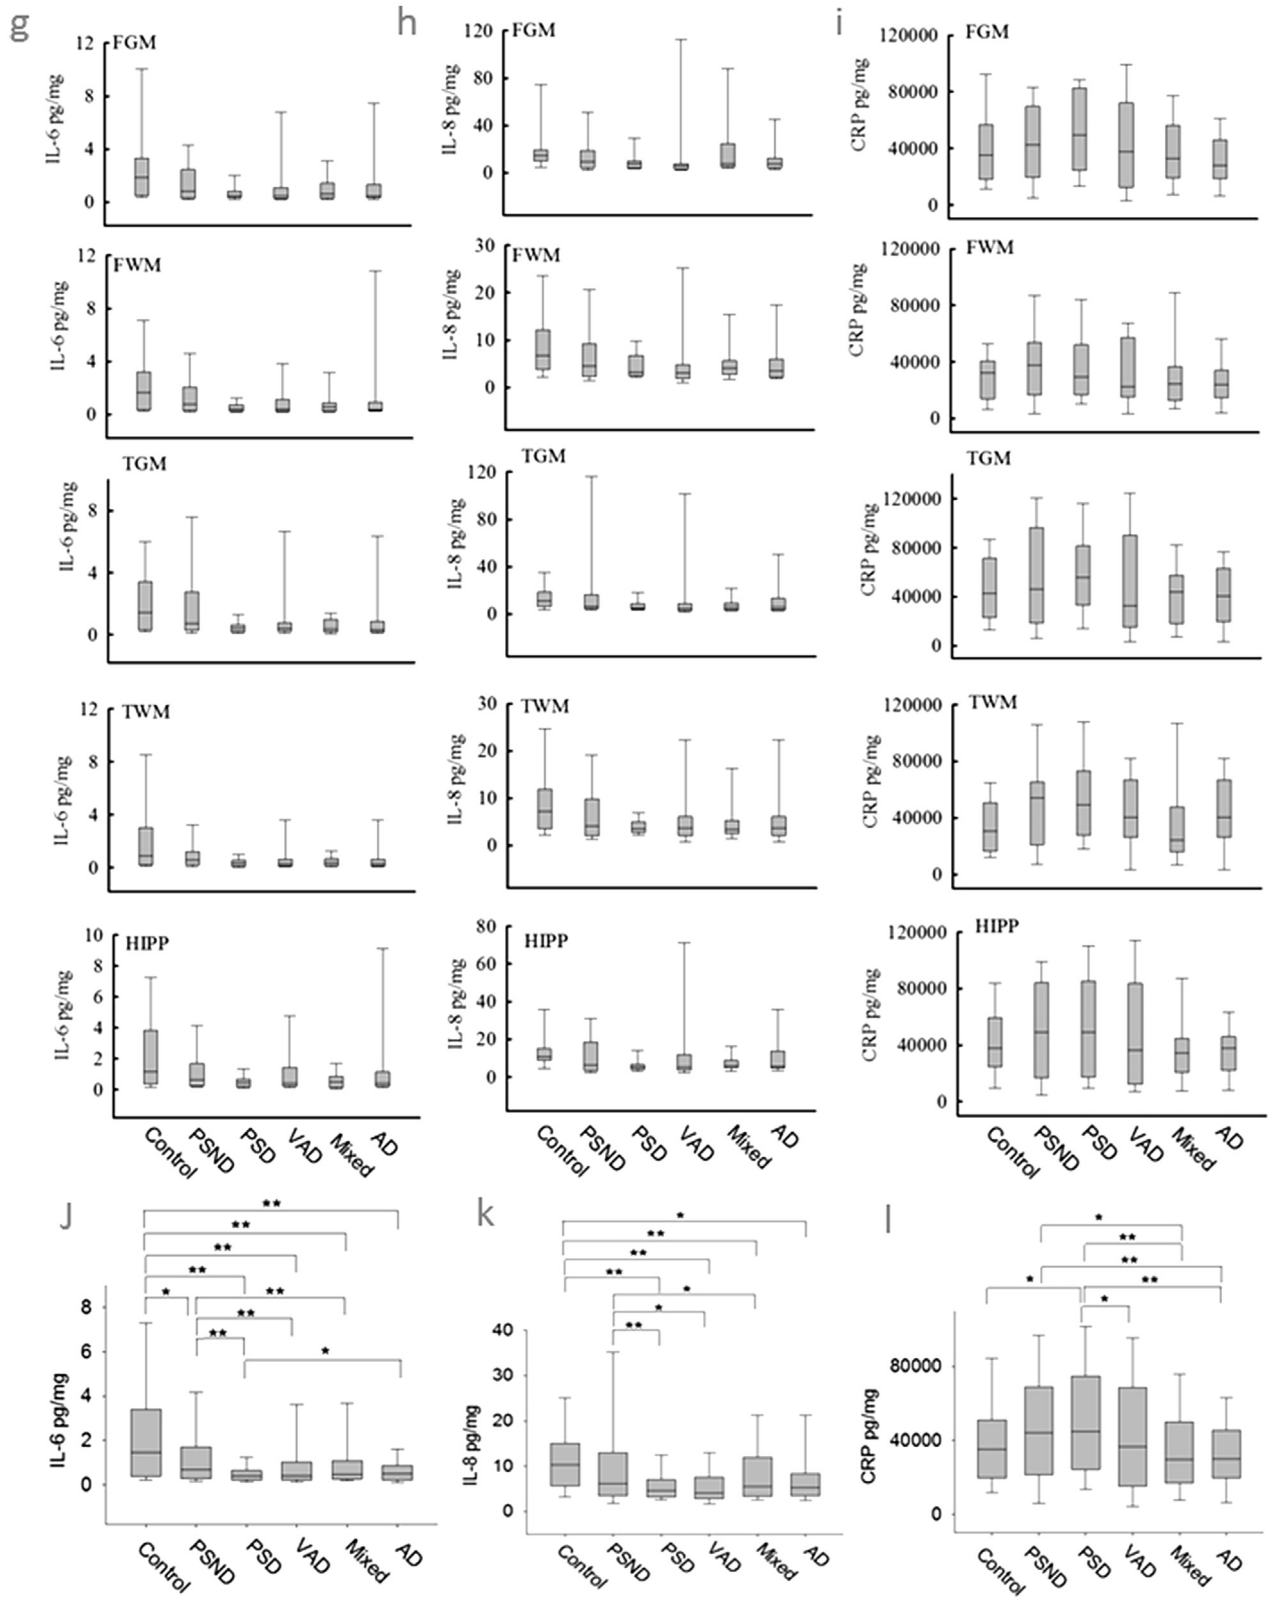 g
h
i
FGM
IL-6 pg/mg
12
8
4
0
FGM
IL-8 pg/mg
120
80
40
0
FGM
CRP pg/mg
120000
80000
40000
0
FWM
IL-6 pg/mg
12
8
4
0
FWM
IL-8 pg/mg
30
20
10
0
FWM
CRP pg/mg
120000
80000
40000
0
TGM
IL-6 pg/mg
8
4
0
TGM
IL-8 pg/mg
120
80
40
0
TGM
CRP pg/mg
120000
80000
40000
0
TWM
IL-6 pg/mg
12
8
4
0
TWM
IL-8 pg/mg
30
20
10
0
TWM
CRP pg/mg
120000
80000
40000
0
HIPP
IL-6 pg/mg
10
8
6
4
2
0
Control PSND PSD VAD Mixed AD
HIPP
IL-8 pg/mg
80
60
40
20
0
Control PSND PSD VAD Mixed AD
HIPP
CRP pg/mg
120000
80000
40000
0
Control PSND PSD VAD Mixed AD
J
**
**
**
**
* **
**
**
*
IL-6 pg/mg
8
6
4
2
0
Control PSND PSD VAD Mixed AD
k
*
**
**
**
*
*
**
IL-8 pg/mg
40
30
20
10
0
Control PSND PSD VAD Mixed AD
l
*
**
**
* **
*
CRP pg/mg
80000
40000
0
Control PSND PSD VAD Mixed AD